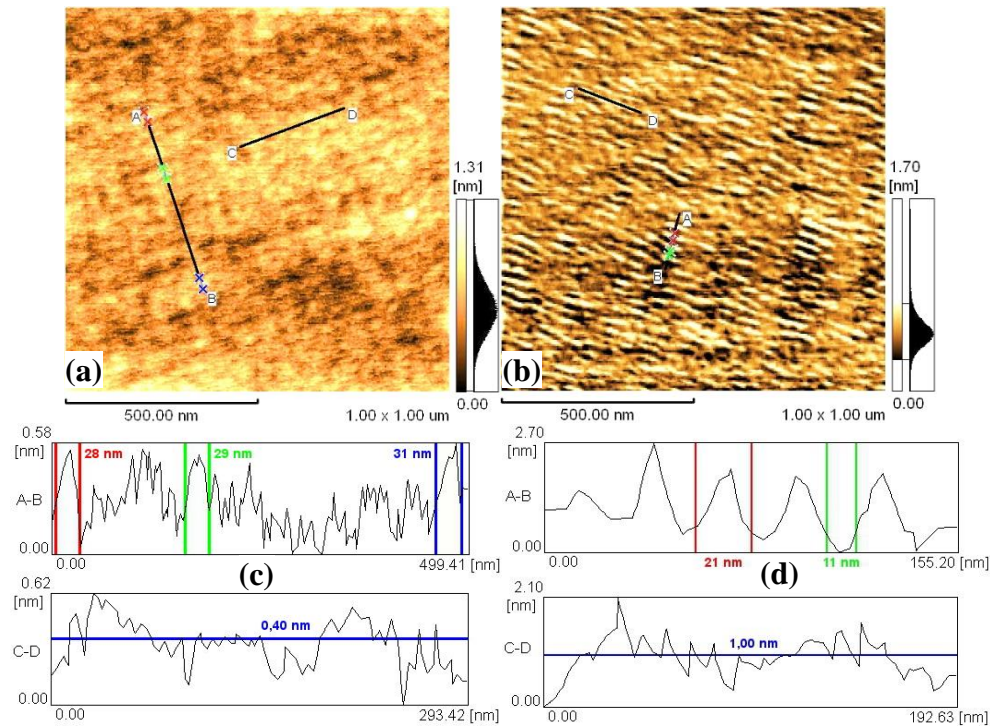 A
B
C
D
(a)
1.31
[nm]
0.00
500.00 nm
1.00 x 1.00 um
C
D
A
B
(b)
1.70
[nm]
0.00
500.00 nm
1.00 x 1.00 um
0.58
[nm]
A-B
0.00
28 nm
29 nm
31 nm
0.00
499.41 [nm]
(c)
0.62
[nm]
C-D
0.00
0,40 nm
0.00
293.42 [nm]
2.70
[nm]
A-B
0.00
21 nm
11 nm
0.00
155.20 [nm]
(d)
2.10
[nm]
C-D
0.00
1,00 nm
0.00
192.63 [nm]